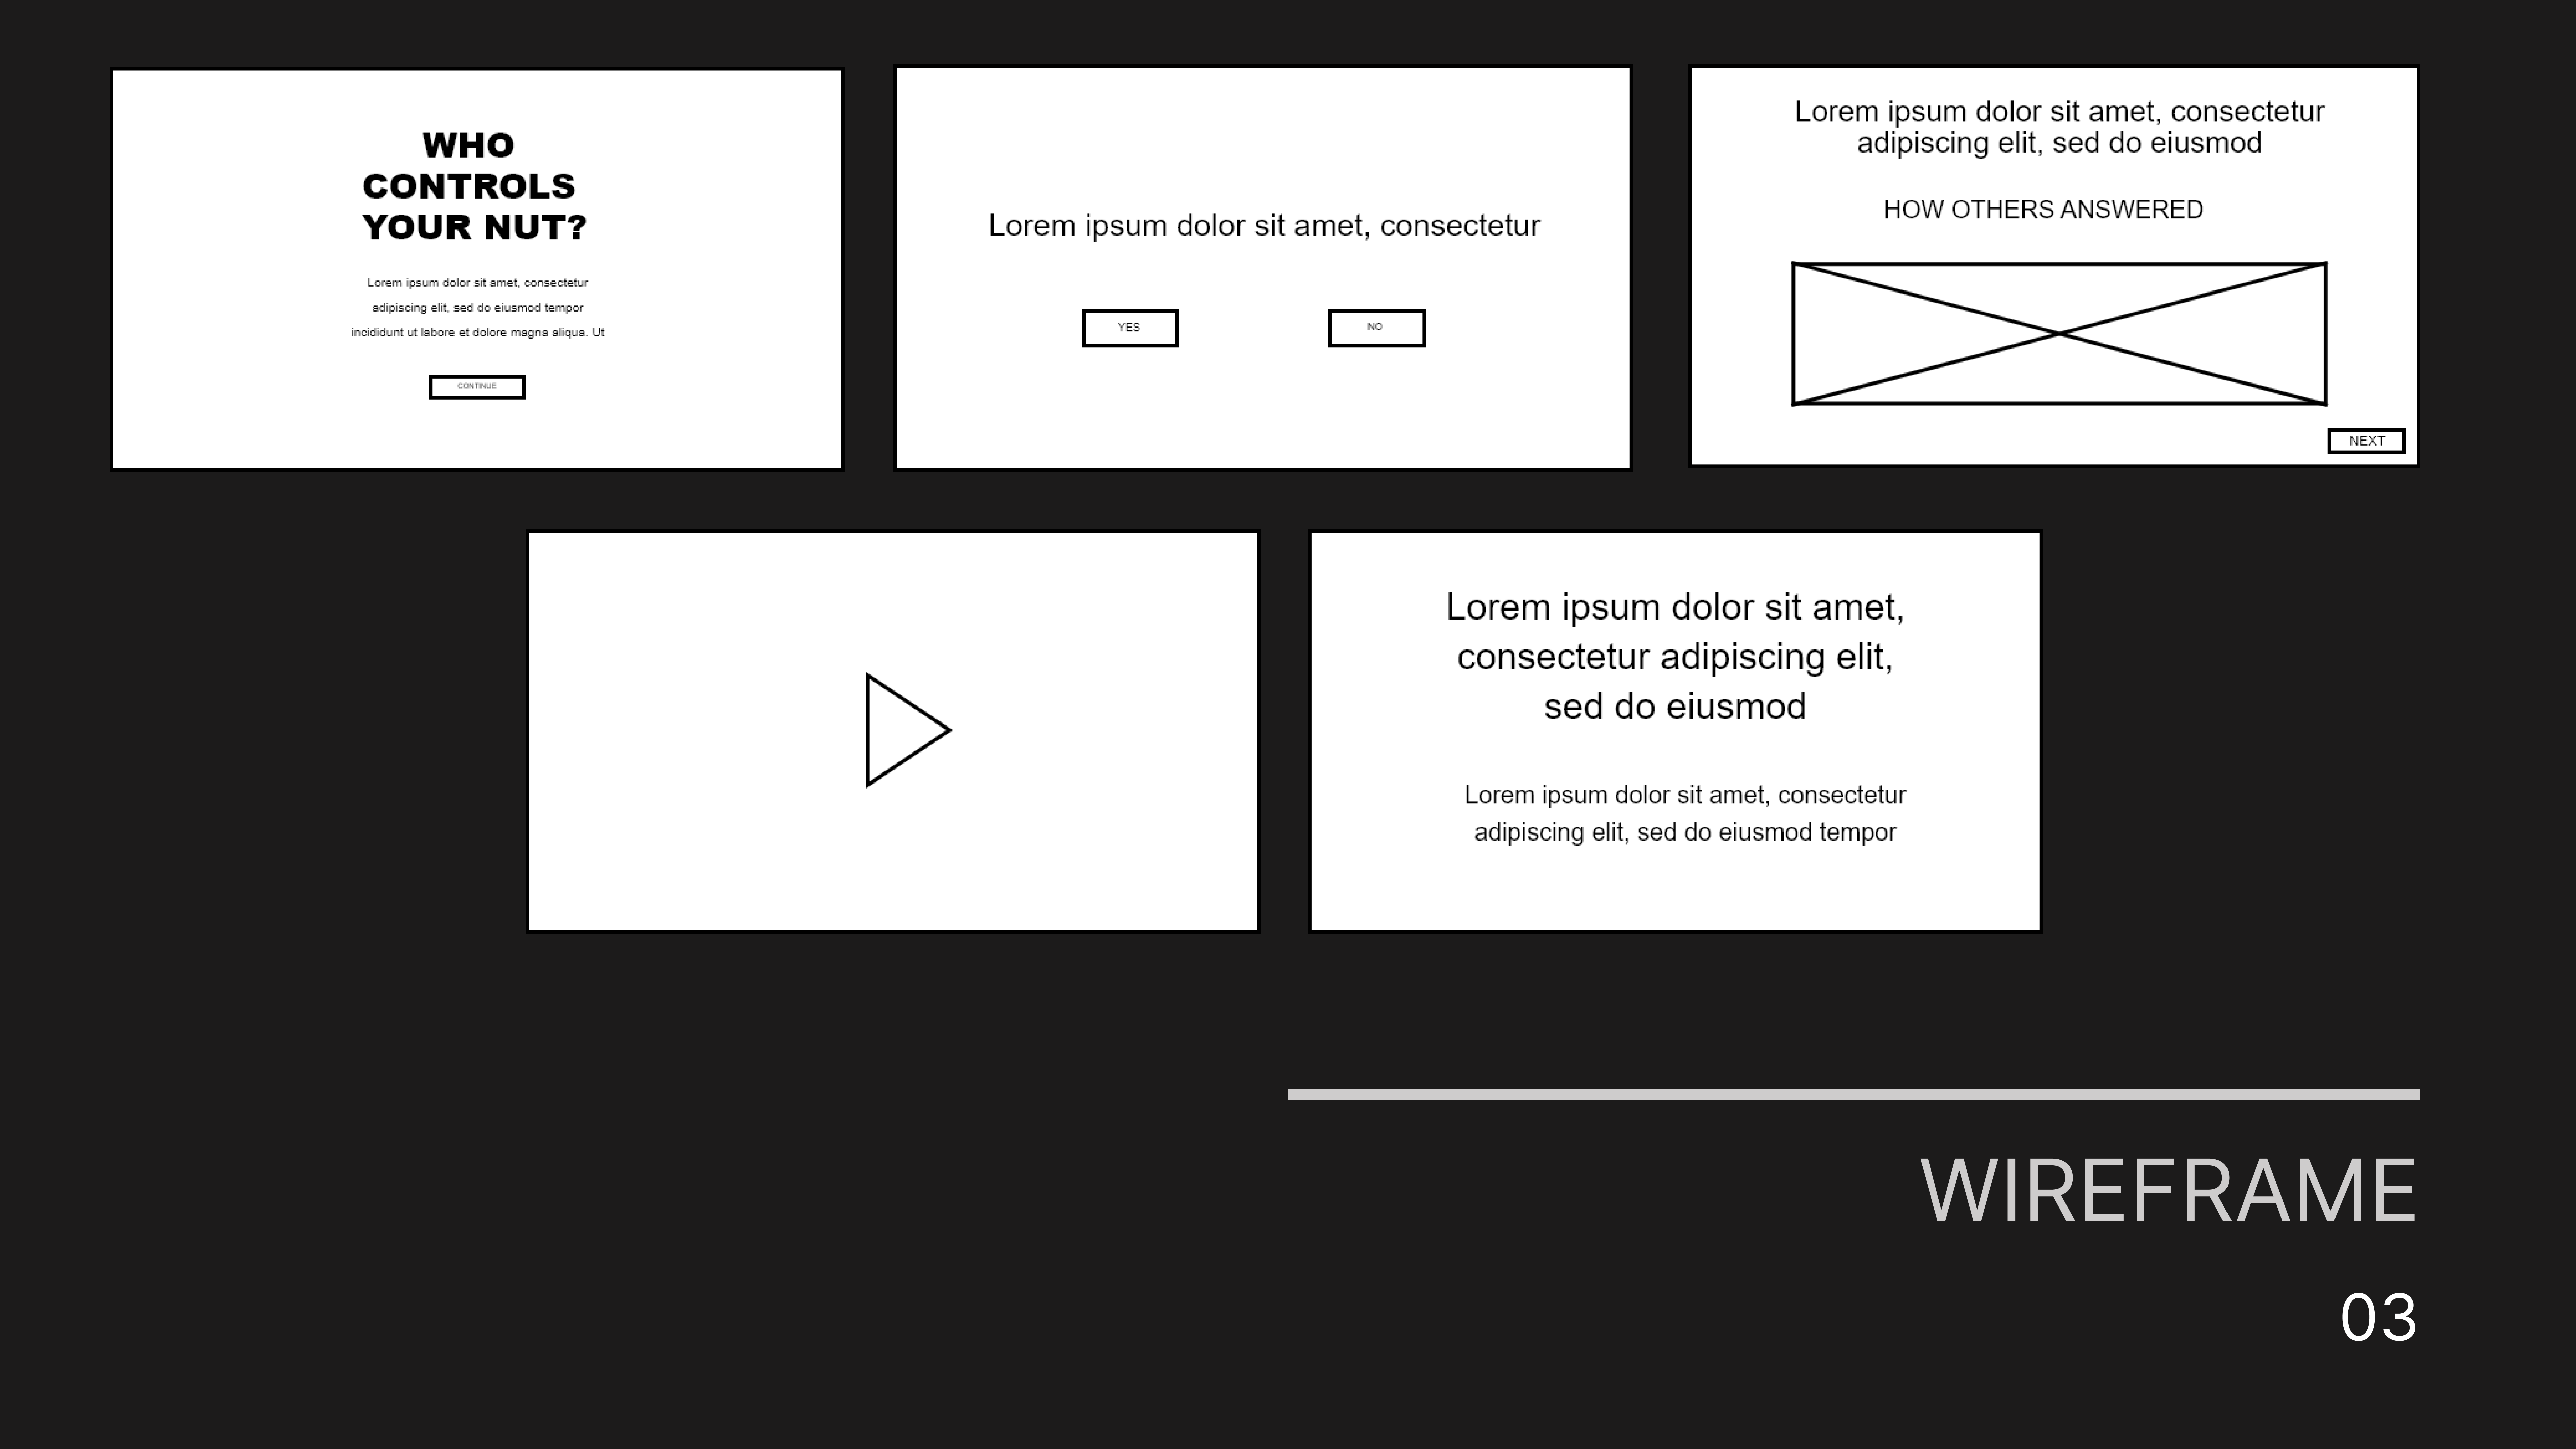 WHO
CONTROLS
YOUR NUT?
Lorem ipsum dolor sit amet, consectetur
adipiscing elit, sed do eiusmod tempor
incididunt ut labore et dolore magna aliqua. Ut
CONTINUE
Lorem ipsum dolor sit amet, consectetur
YES
NO
Lorem ipsum dolor sit amet, consectetur
adipiscing elit, sed do eiusmod
HOW OTHERS ANSWERED
NEXT
Lorem ipsum dolor sit amet,
consectetur adipiscing elit,
sed do eiusmod
Lorem ipsum dolor sit amet, consectetur
adipiscing elit, sed do eiusmod tempor
WIREFRAME
03